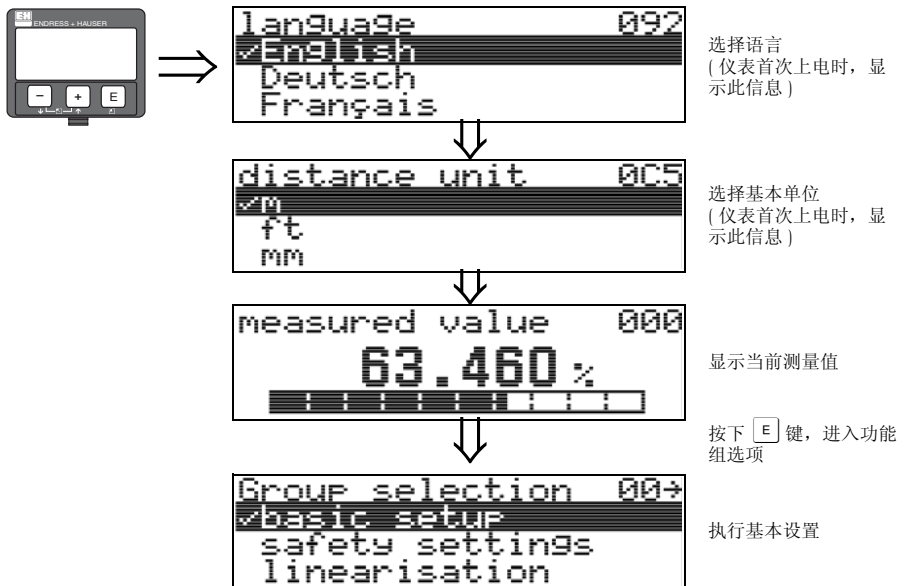 EH
ENDRESS + HAUSER
− + E
language 092
✓English
Deutsch
Français
选择语言
( 仪表首次上电时，显
示此信息 )
distance unit 0C5
✓m
ft
mm
选择基本单位
( 仪表首次上电时，显
示此信息 )
measured value 000
63.460 %
显示当前测量值
按下 E 键，进入功能
组选项
Group selection 00→
✓basic setup
safety settings
linearisation
执行基本设置